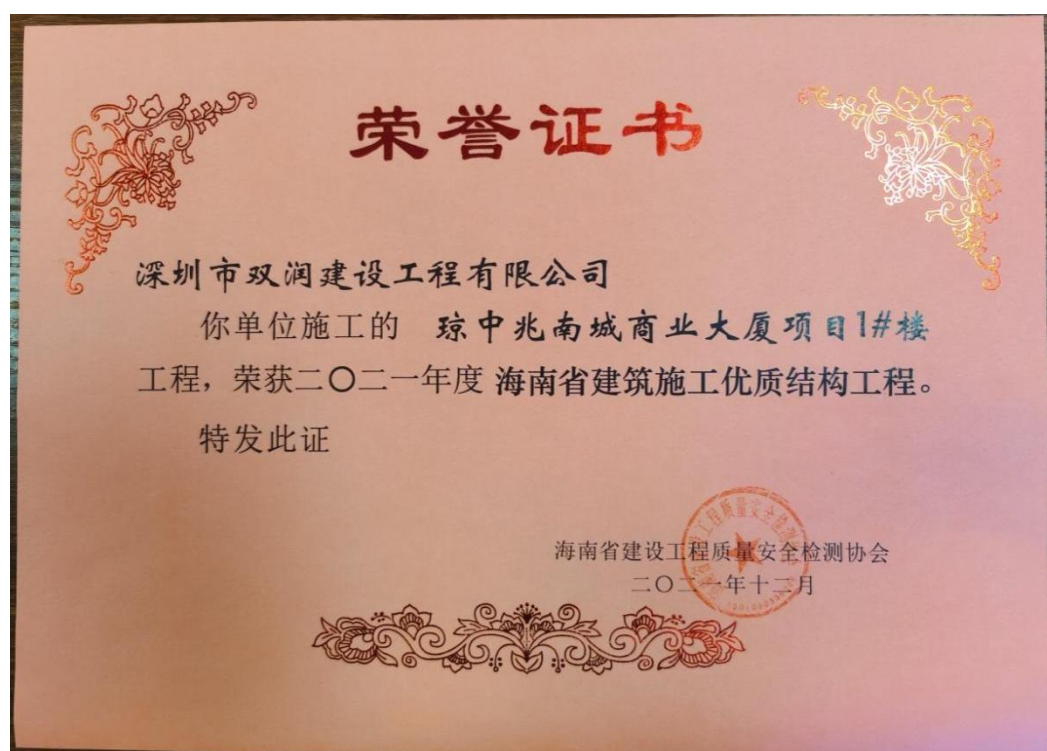 荣誉证书
深圳市双润建设工程有限公司
你单位施工的 琼中兆南城商业大厦项目1#楼
工程，荣获二〇二一年度 海南省建筑施工优质结构工程。
特发此证
海南省建设工程质量安全检测协会
二〇二一年十二月